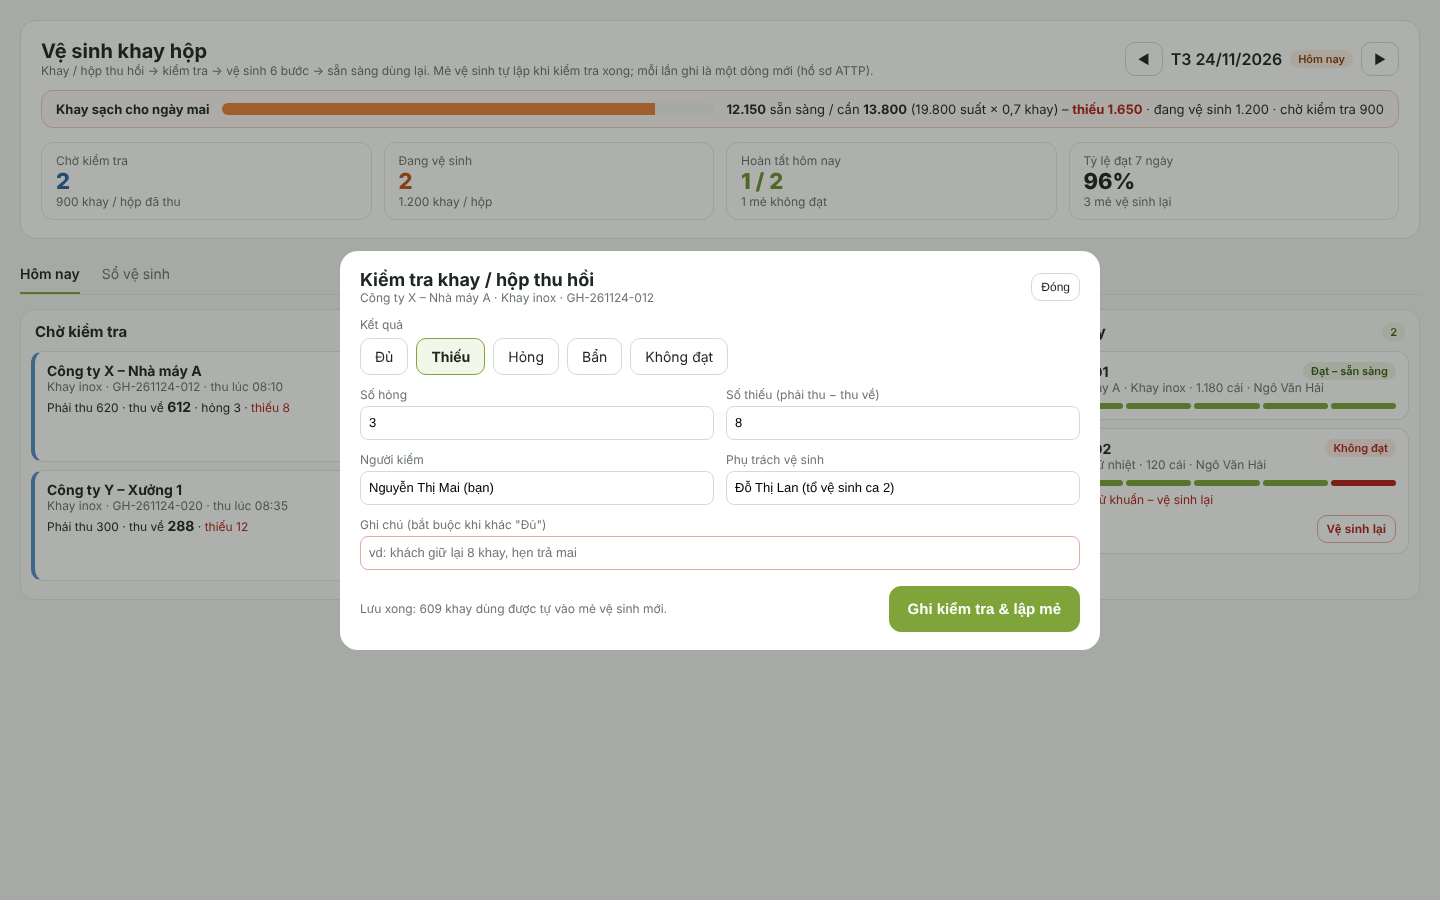 Vệ sinh khay hộp
Khay / hộp thu hồi → kiểm tra → vệ sinh 6 bước → sẵn sàng dùng lại. Mẻ vệ sinh tự lập khi kiểm tra xong; mỗi lần ghi là một dòng mới (hồ sơ ATTP).
◀ T3 24/11/2026 Hôm nay ▶
Khay sạch cho ngày mai 12.150 sẵn sàng / cần 13.800 (19.800 suất × 0,7 khay) – thiếu 1.650 · đang vệ sinh 1.200 · chờ kiểm tra 900
Chờ kiểm tra
2
900 khay / hộp đã thu
Đang vệ sinh
2
1.200 khay / hộp
Hoàn tất hôm nay
1 / 2
1 mẻ không đạt
Tỷ lệ đạt 7 ngày
96%
3 mẻ vệ sinh lại
Hôm nay Sổ vệ sinh
Chờ kiểm tra
Công ty X – Nhà máy A
Khay inox · GH-261124-012 · thu lúc 08:10
Phải thu 620 · thu về 612 · hỏng 3 · thiếu 8
Công ty Y – Xưởng 1
Khay inox · GH-261124-020 · thu lúc 08:35
Phải thu 300 · thu về 288 · thiếu 12
Kiểm tra khay / hộp thu hồi
Công ty X – Nhà máy A · Khay inox · GH-261124-012
Đóng
Kết quả
Đủ Thiếu Hỏng Bẩn Không đạt
Số hỏng
3
Số thiếu (phải thu − thu về)
8
Người kiểm
Nguyễn Thị Mai (bạn)
Phụ trách vệ sinh
Đỗ Thị Lan (tổ vệ sinh ca 2)
Ghi chú (bắt buộc khi khác "Đủ")
vd: khách giữ lại 8 khay, hẹn trả mai
Lưu xong: 609 khay dùng được tự vào mẻ vệ sinh mới.
Ghi kiểm tra & lập mẻ
y 2
01 Đạt – sẵn sàng
y A · Khay inox · 1.180 cái · Ngô Văn Hải
02 Không đạt
ữ nhiệt · 120 cái · Ngô Văn Hải
ử khuẩn – vệ sinh lại
Vệ sinh lại